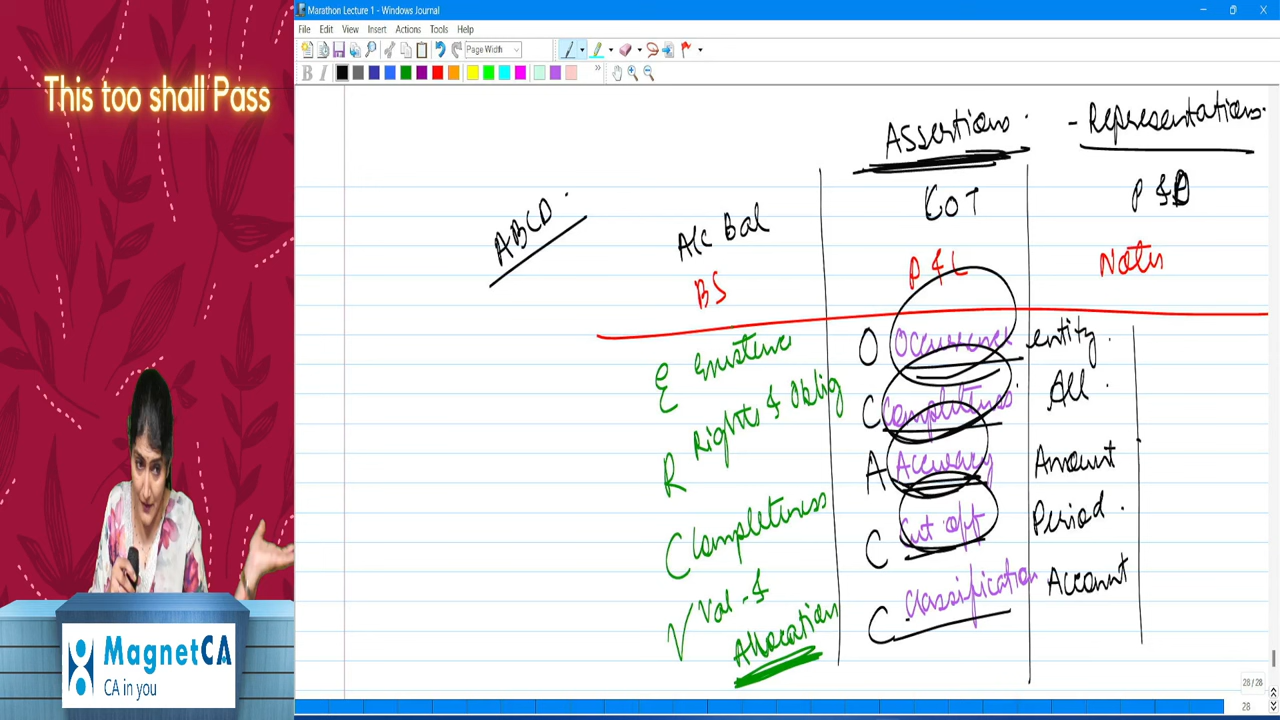 Marathon Lecture 1 - Windows Journal
File Edit View Insert Actions Tools Help
Page Width
B I
This too shall Pass
Assertions. - Representations.
ABCD.
A/c Bal COT P & D
BS P & L Notes
E Existence O Occurrence entity.
R Rights & Oblig C Completeness. All.
A Accuracy Amount
C Completeness C Cut off Period.
V Val - & Allocation C Classification Account
MagnetCA
CA in you
28 / 28
28